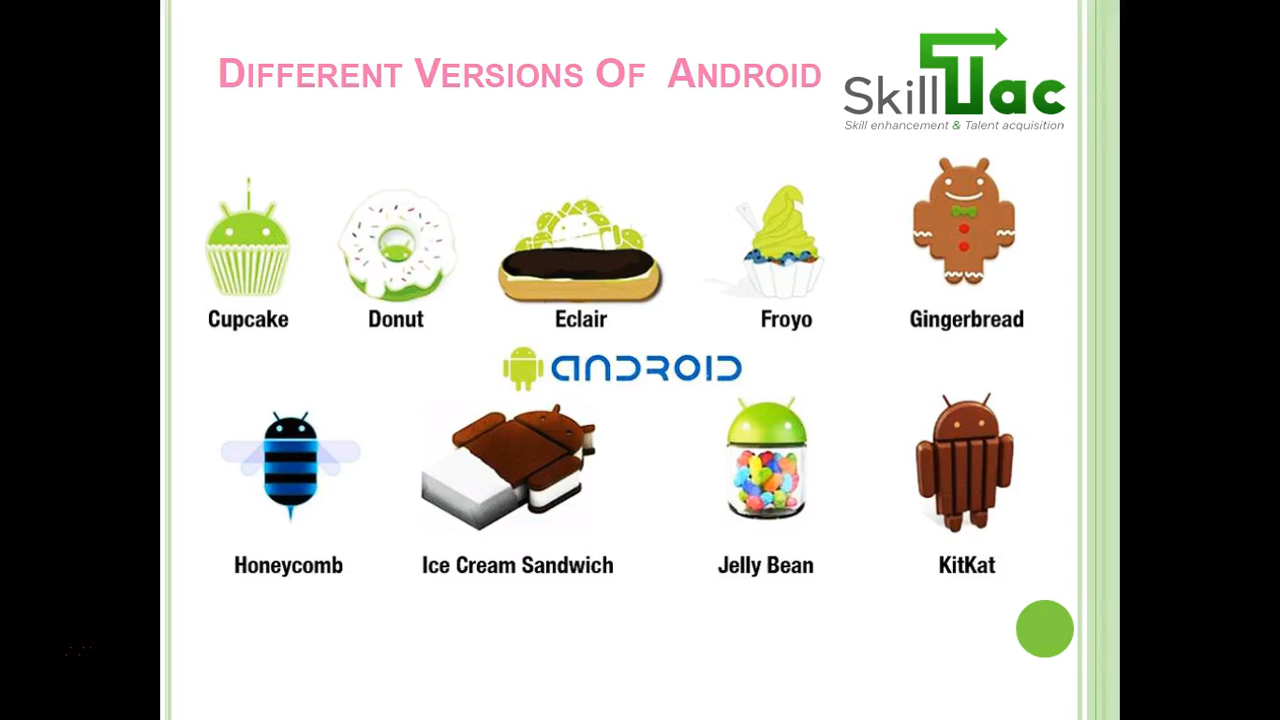 DIFFERENT VERSIONS OF ANDROID
SkillTac
Skill enhancement & Talent acquisition
Cupcake Donut Eclair Froyo Gingerbread
ANDROID
Honeycomb Ice Cream Sandwich Jelly Bean KitKat